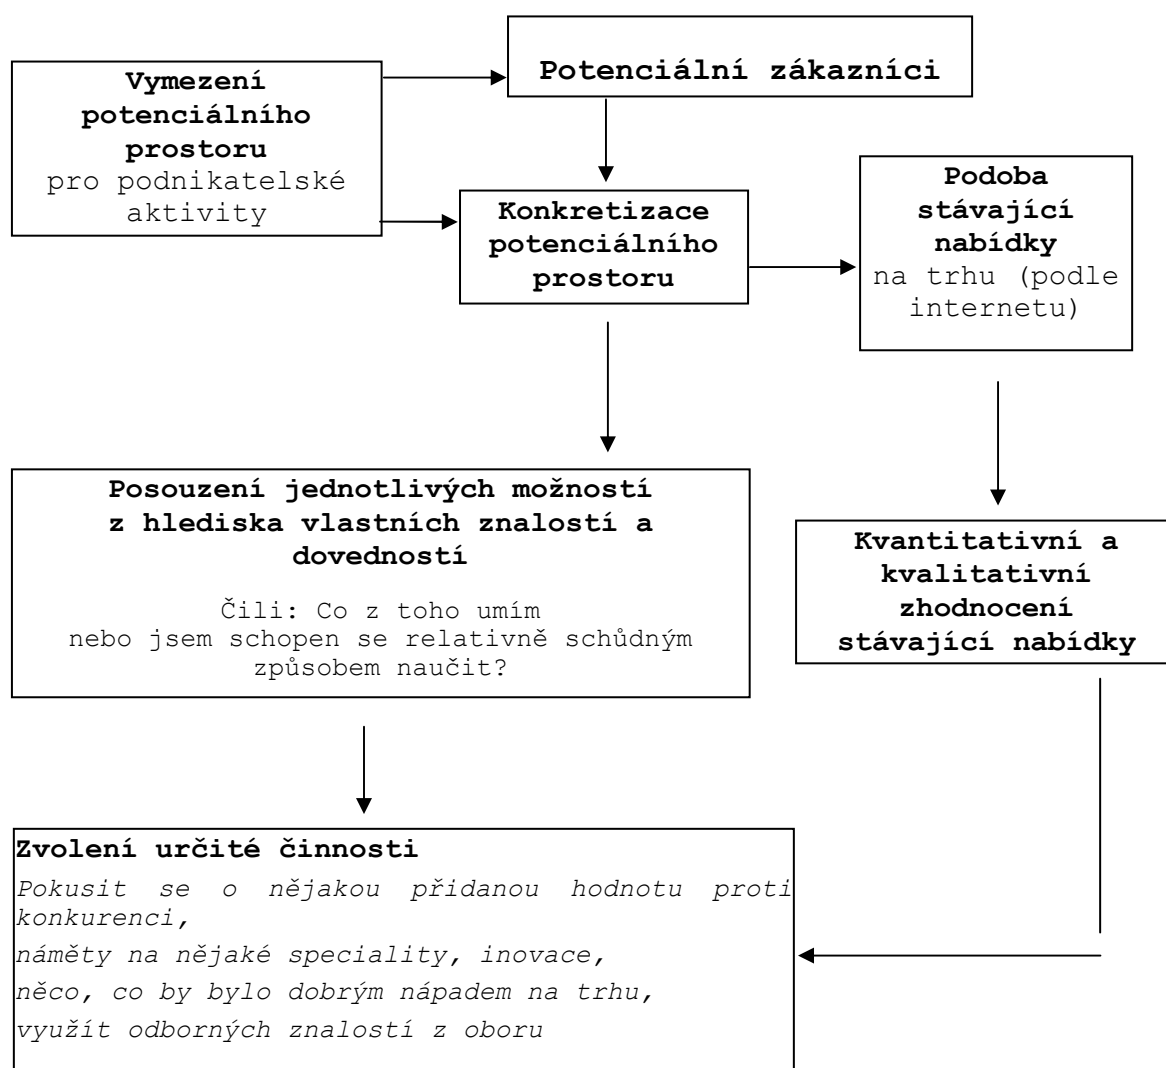 Potenciální zákazníci
Vymezení
potenciálního
prostoru
pro podnikatelské
aktivity
Konkretizace
potenciálního
prostoru
Podoba
stávající
nabídky
na trhu (podle
internetu)
Posouzení jednotlivých možností
z hlediska vlastních znalostí a
dovedností
Čili: Co z toho umím
nebo jsem schopen se relativně schůdným
způsobem naučit?
Kvantitativní a
kvalitativní
zhodnocení
stávající nabídky
Zvolení určité činnosti
Pokusit se o nějakou přidanou hodnotu proti
konkurenci,
náměty na nějaké speciality, inovace,
něco, co by bylo dobrým nápadem na trhu,
využít odborných znalostí z oboru